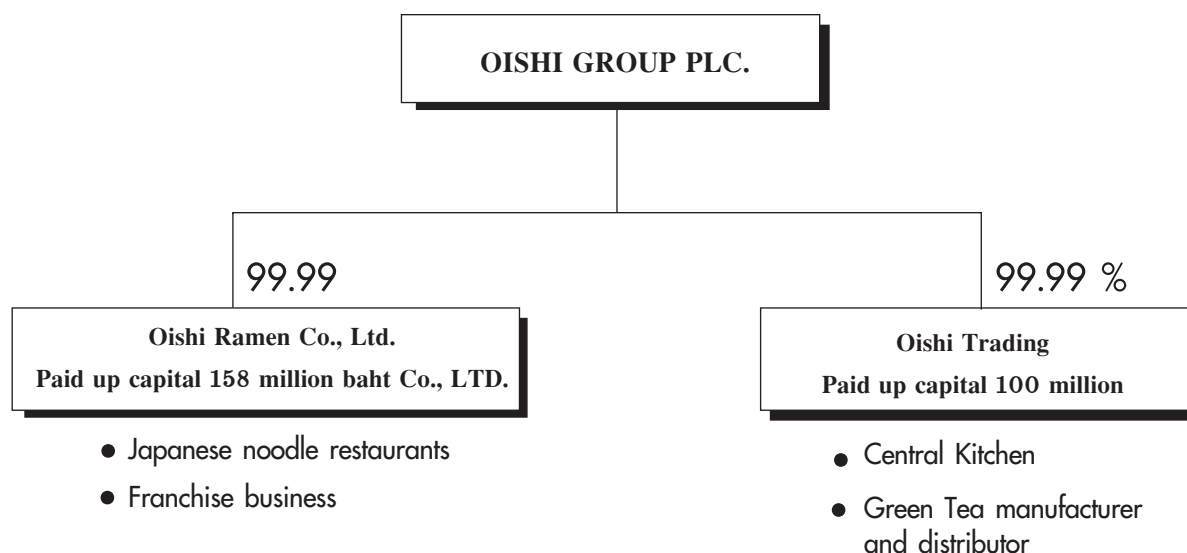 OISHI GROUP PLC.
99.99
99.99 %
Oishi Ramen Co., Ltd.
Paid up capital 158 million baht Co., LTD.
Oishi Trading
Paid up capital 100 million
● Japanese noodle restaurants
● Franchise business
● Central Kitchen
● Green Tea manufacturer
and distributor